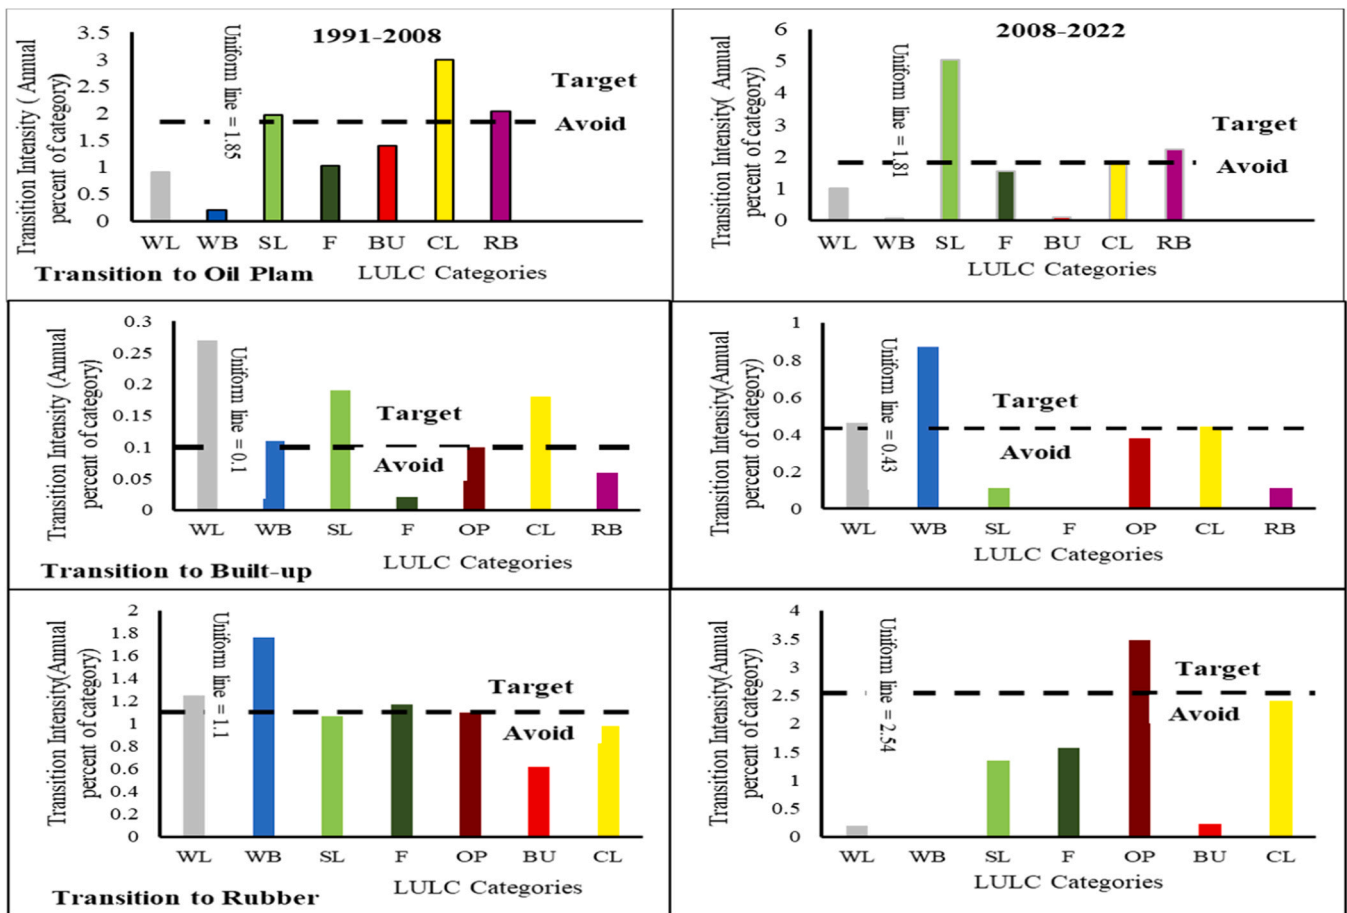 1991-2008
Transition Intensity ( Annual
percent of category)
3.5
3
2.5
2
1.5
1
0.5
0
Uniform line = 1.85
Target
Avoid
WL WB SL F BU CL RB
Transition to Oil Plam
LULC Categories
2008-2022
Transition Intensity( Annual
percent of category)
6
5
4
3
2
1
0
Uniform line = 1.81
Target
Avoid
WL WB SL F BU CL RB
LULC Categories
Transition Intensity (Annual
percent of category)
0.3
0.25
0.2
0.15
0.1
0.05
0
Uniform line = 0.1
Target
Avoid
WL WB SL F OP CL RB
LULC Categories
Transition to Built-up
Transition Intensity(Annual
percent of category)
1
0.8
0.6
0.4
0.2
0
Uniform line = 0.43
Target
Avoid
WL WB SL F OP CL RB
LULC Categories
Transition Intensity(Annual
percent of category)
2
1.8
1.6
1.4
1.2
1
0.8
0.6
0.4
0.2
0
Uniform line = 1.1
Target
Avoid
WL WB SL F OP BU CL
LULC Categories
Transition to Rubber
Transition Intensity(Annual
percent of category)
4
3.5
3
2.5
2
1.5
1
0.5
0
Uniform line = 2.54
Target
Avoid
WL WB SL F OP BU CL
LULC Categories